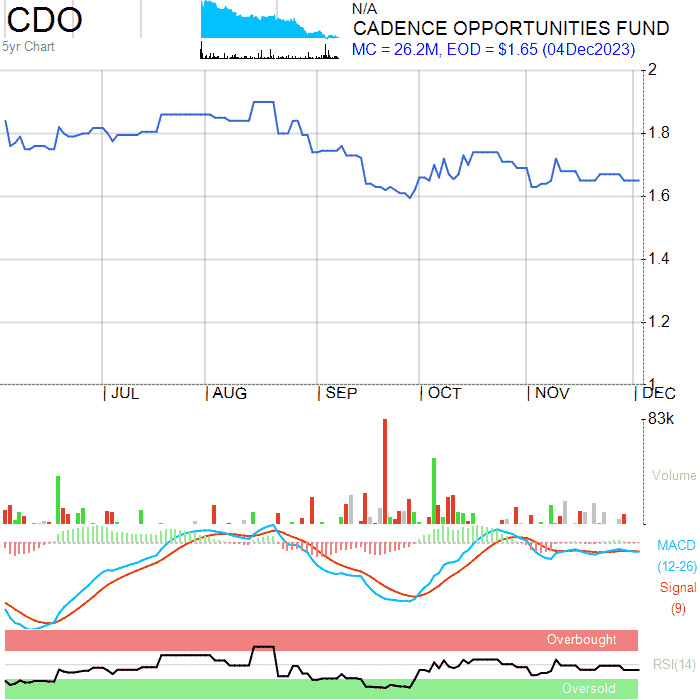 CDO
5yr Chart
N/A
CADENCE OPPORTUNITIES FUND
MC = 26.2M, EOD = $1.65 (04Dec2023)
2
1.8
1.6
1.4
1.2
1
JUL AUG SEP OCT NOV DEC
83k
Volume
MACD
(12-26)
Signal
(9)
Overbought
RSI(14)
Oversold